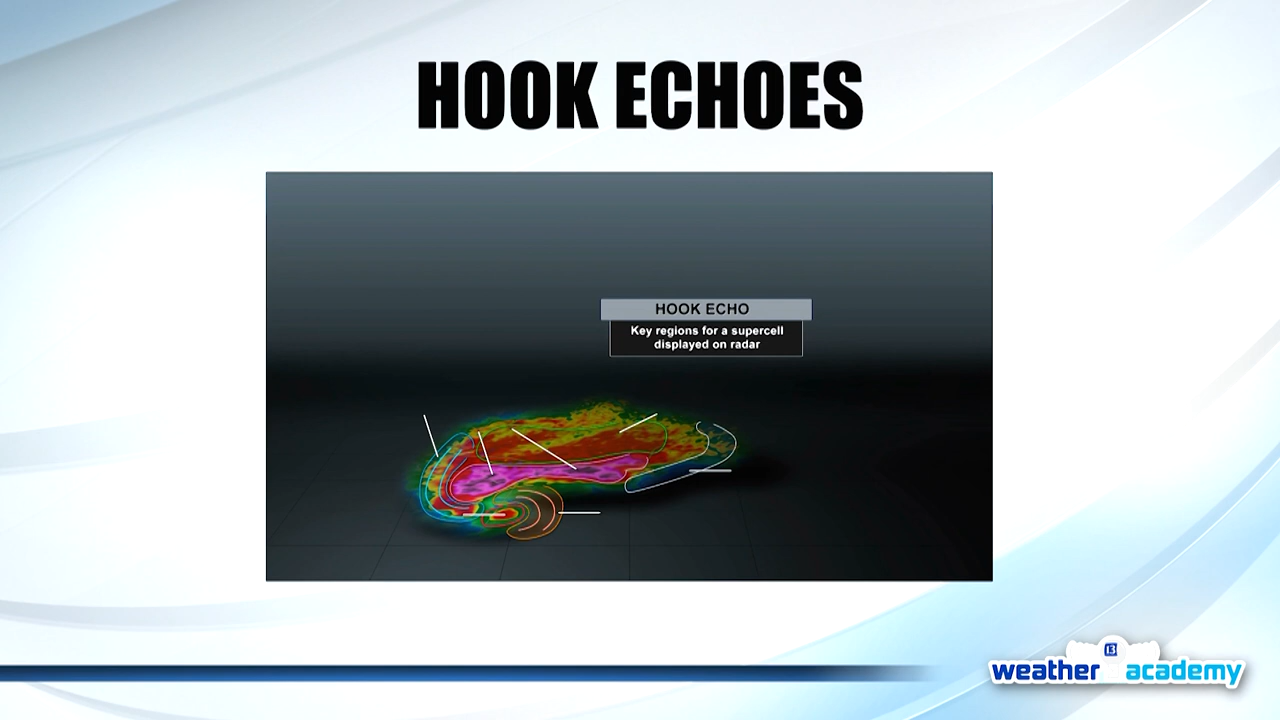 HOOK ECHOES
HOOK ECHO
Key regions for a supercell
displayed on radar
13
weather academy